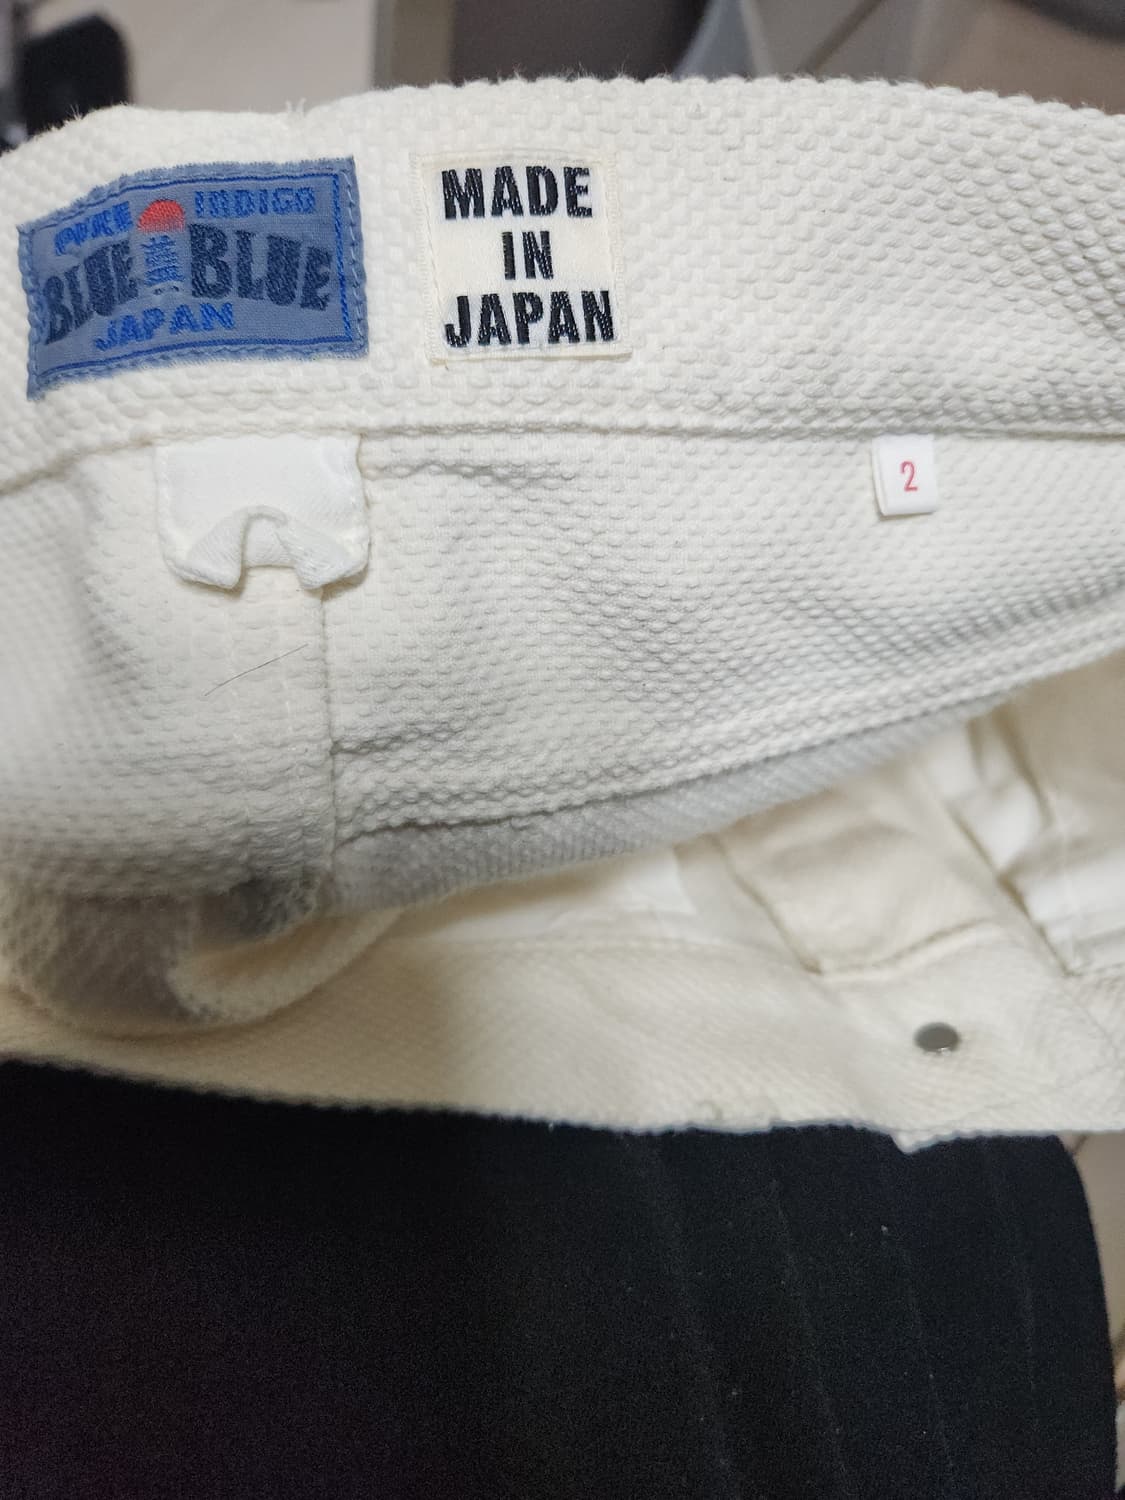 PURE INDIGO
BLUE BLUE
JAPAN
MADE
IN
JAPAN
2